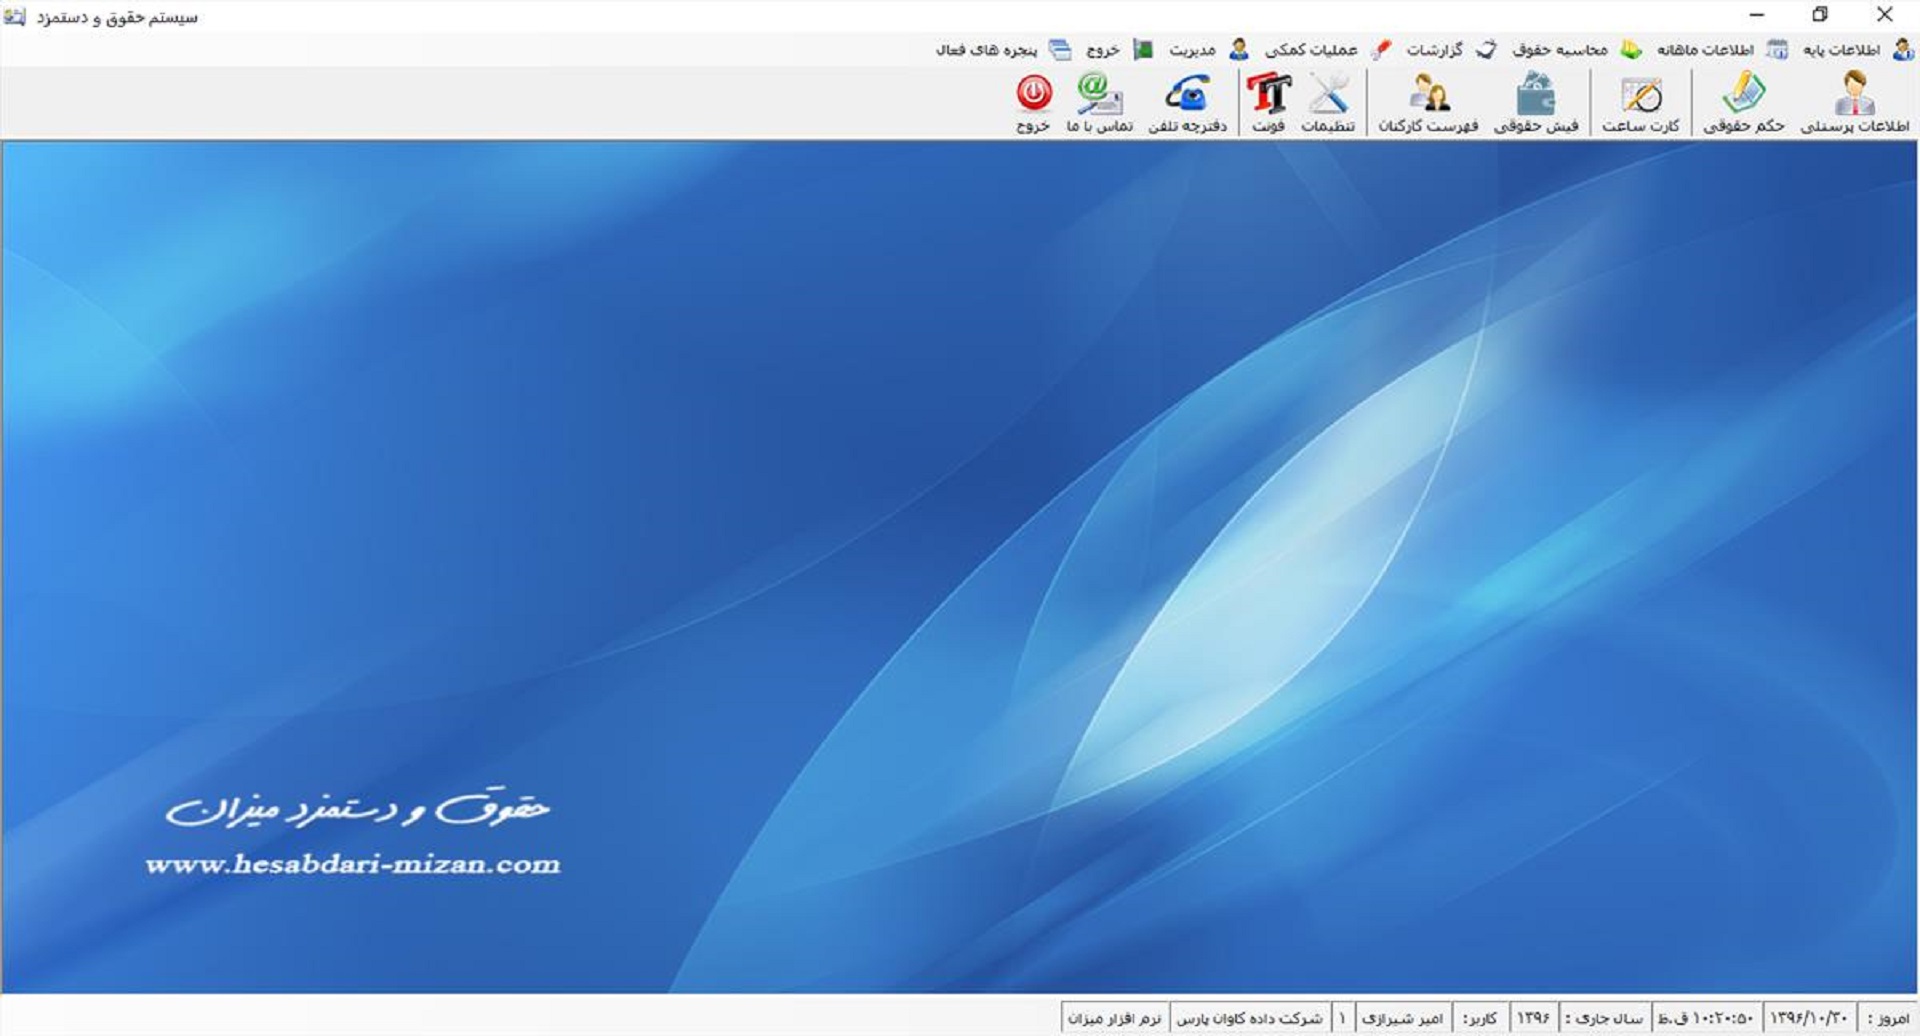 سیستم حقوق و دستمزد
اطلاعات پایه اطلاعات ماهانه محاسبه حقوق گزارشات عملیات کمکی مدیریت خروج پنجره های فعال
اطلاعات پرسنلی حکم حقوقی کارت ساعت فیش حقوقی فهرست کارکنان تنظیمات فونت دفترچه تلفن تماس با ما خروج
حقوق و دستمزد میزان
www.hesabdari-mizan.com
امروز : ۱۳۹۶/۱۰/۳۰ ۱۰:۲۰:۵۰ ق.ظ سال جاری : ۱۳۹۶ کاربر: امیر شیرازی ۱ شرکت داده کاوان پارس نرم افزار میزان